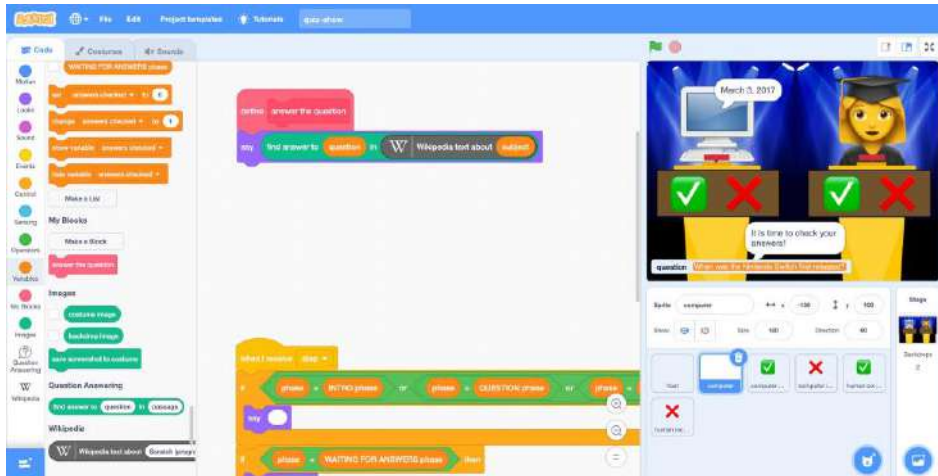 SCRATCH
File Edit Project templates Tutorials quiz-show
Code Costumes Sounds
Motion
Looks
Sound
Events
Control
Sensing
Operators
Variables
My Blocks
Images
Question
Answering
Wikipedia
WAITING FOR ANSWERS phase
set answers checked to 0
change answers checked by 1
show variable answers checked
hide variable answers checked
Make a List
My Blocks
Make a Block
answer the question
Images
costume image
backdrop image
save screenshot to costume
Question Answering
find answer to question in passage
Wikipedia
W Wikipedia text about Scratch (progr
define answer the question
say find answer to question in W Wikipedia text about subject
when I receive
if phase = INTRO phase or phase = QUESTION phase or phase =
say
if phase = WAITING FOR ANSWERS phase then
March 3, 2017
It is time to check your
answers!
question When was the Nintendo Switch first released?
Sprite computer x y 100
Show Size 100 Direction 90
host computer computer ... computer ... human cor...
Stage
Backdrops
2